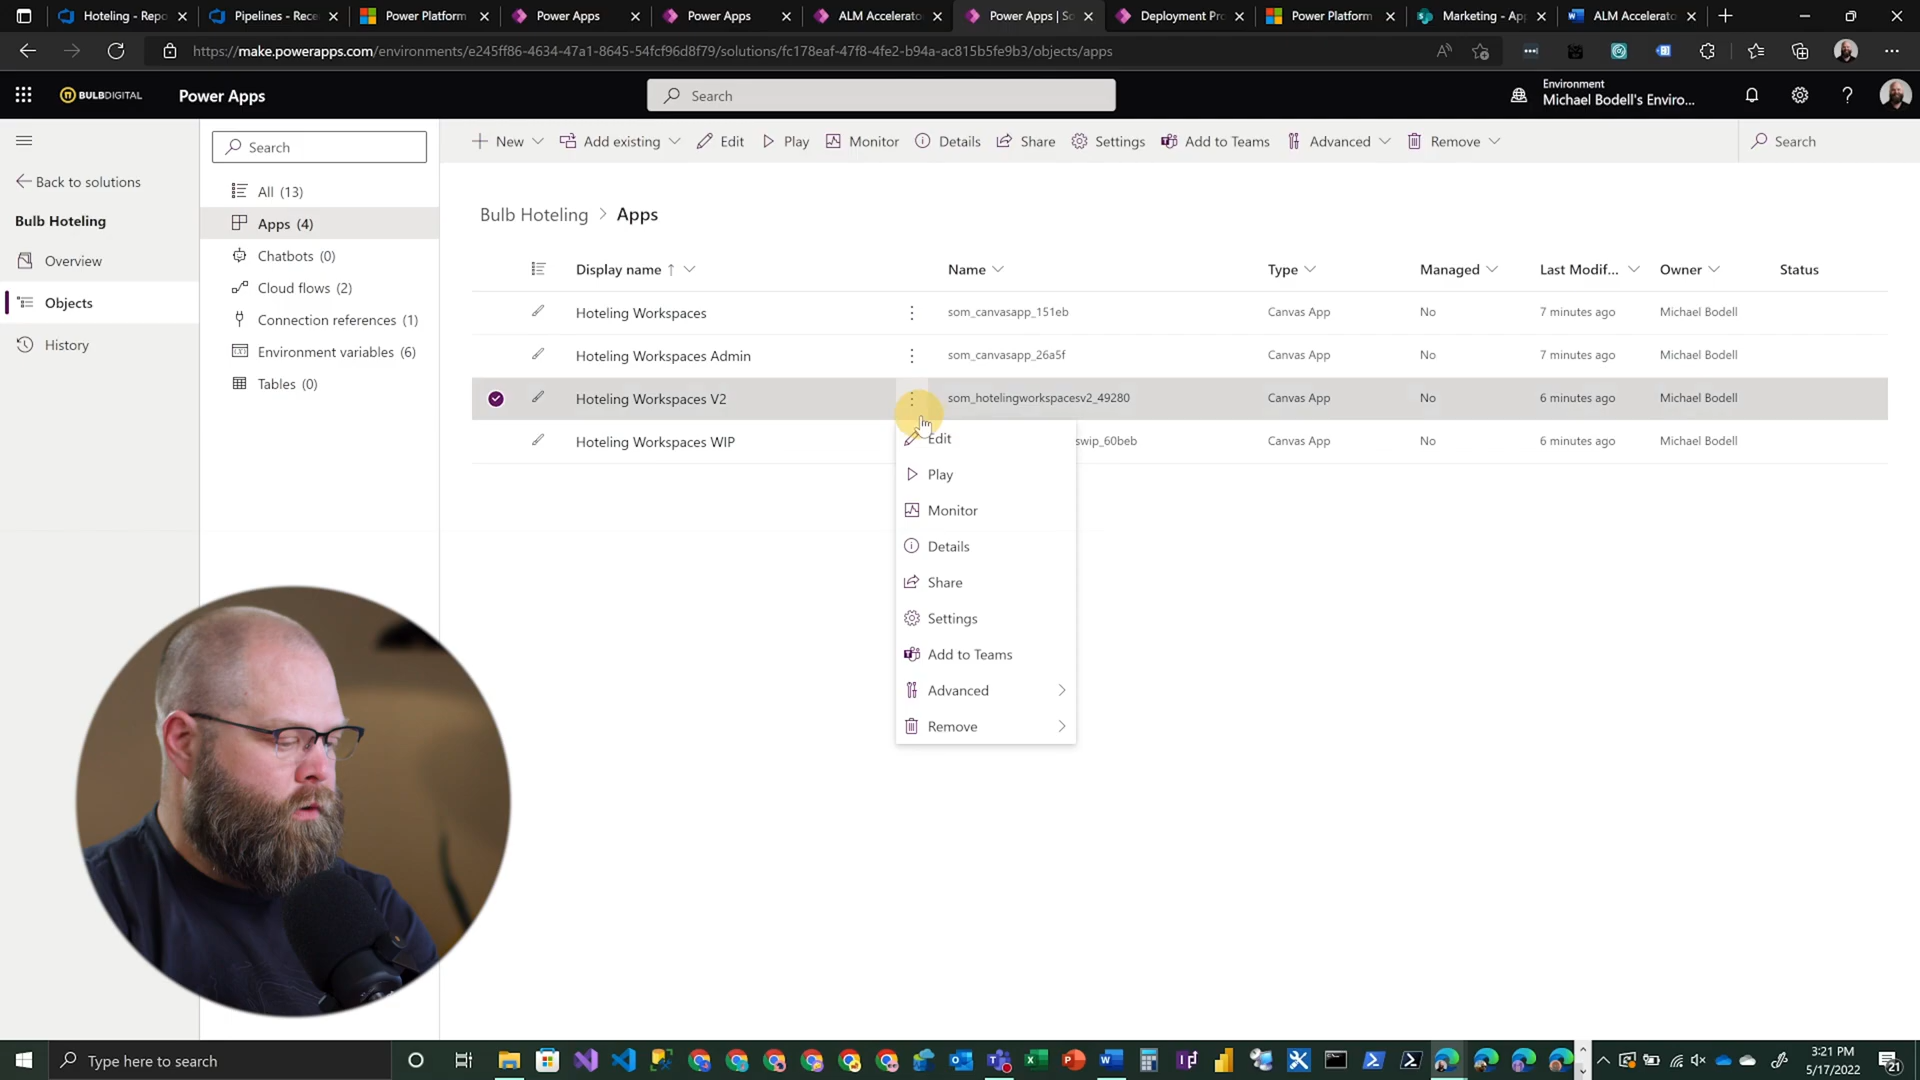 Hoteling - Repo
Pipelines - Rece
Power Platform
Power Apps
Power Apps
ALM Accelerato
Power Apps | So
Deployment Pr
Power Platform
Marketing - Ap
ALM Accelerato
https://make.powerapps.com/environments/e245ff86-4634-47a1-8645-54fcf96d8f79/solutions/fc178eaf-47f8-4fe2-b94a-ac815b5fe9b3/objects/apps
BULBDIGITAL
Power Apps
Search
Environment
Michael Bodell's Enviro...
Search
New
Add existing
Edit
Play
Monitor
Details
Share
Settings
Add to Teams
Advanced
Remove
Search
Back to solutions
Bulb Hoteling
Overview
Objects
History
All (13)
Apps (4)
Chatbots (0)
Cloud flows (2)
Connection references (1)
Environment variables (6)
Tables (0)
Bulb Hoteling > Apps
Display name ↑ Name Type Managed Last Modif... Owner Status
Hoteling Workspaces som_canvasapp_151eb Canvas App No 7 minutes ago Michael Bodell
Hoteling Workspaces Admin som_canvasapp_26a5f Canvas App No 7 minutes ago Michael Bodell
Hoteling Workspaces V2 som_hotelingworkspacesv2_49280 Canvas App No 6 minutes ago Michael Bodell
Hoteling Workspaces WIP swip_60beb Canvas App No 6 minutes ago Michael Bodell
Edit
Play
Monitor
Details
Share
Settings
Add to Teams
Advanced
Remove
Type here to search
3:21 PM
5/17/2022
21